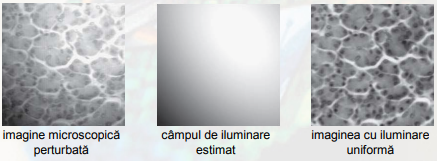 imagine microscopică
perturbată
câmpul de iluminare
estimat
imaginea cu iluminare
uniformă